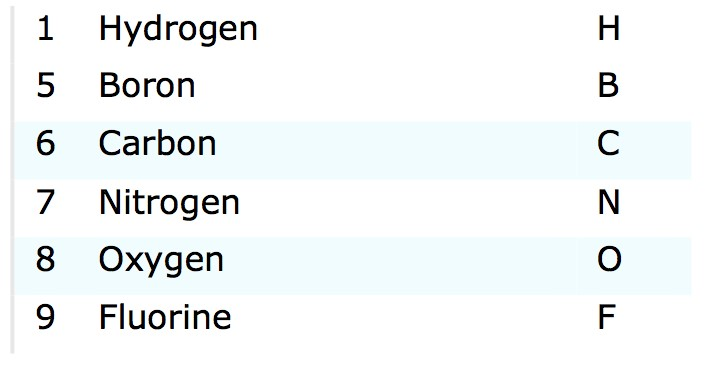 1 Hydrogen H
5 Boron B
6 Carbon C
7 Nitrogen N
8 Oxygen O
9 Fluorine F